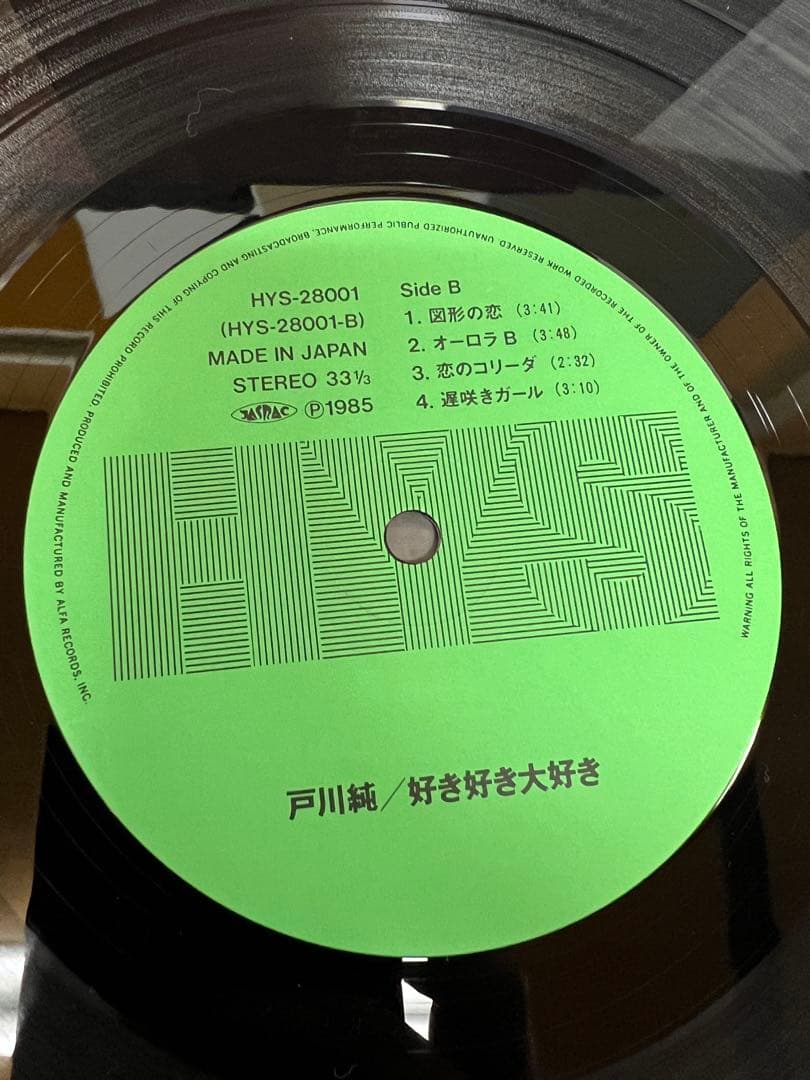 HYS-28001
(HYS-28001-B)
MADE IN JAPAN
STEREO 33⅓
JASRAC Ⓟ1985
Side B
1. 図形の恋 (3:41)
2. オーロラ B (3:48)
3. 恋のコリーダ (2:32)
4. 遅咲きガール (3:10)
HYS
戸川純／好き好き大好き
WARNING ALL RIGHTS OF THE MANUFACTURER AND OF THE OWNER OF THE RECORDED WORK RESERVED UNAUTHORIZED PUBLIC PERFORMANCE, BROADCASTING AND COPYING OF THIS RECORD PROHIBITED PRODUCED AND MANUFACTURED BY ALFA RECORDS, INC.